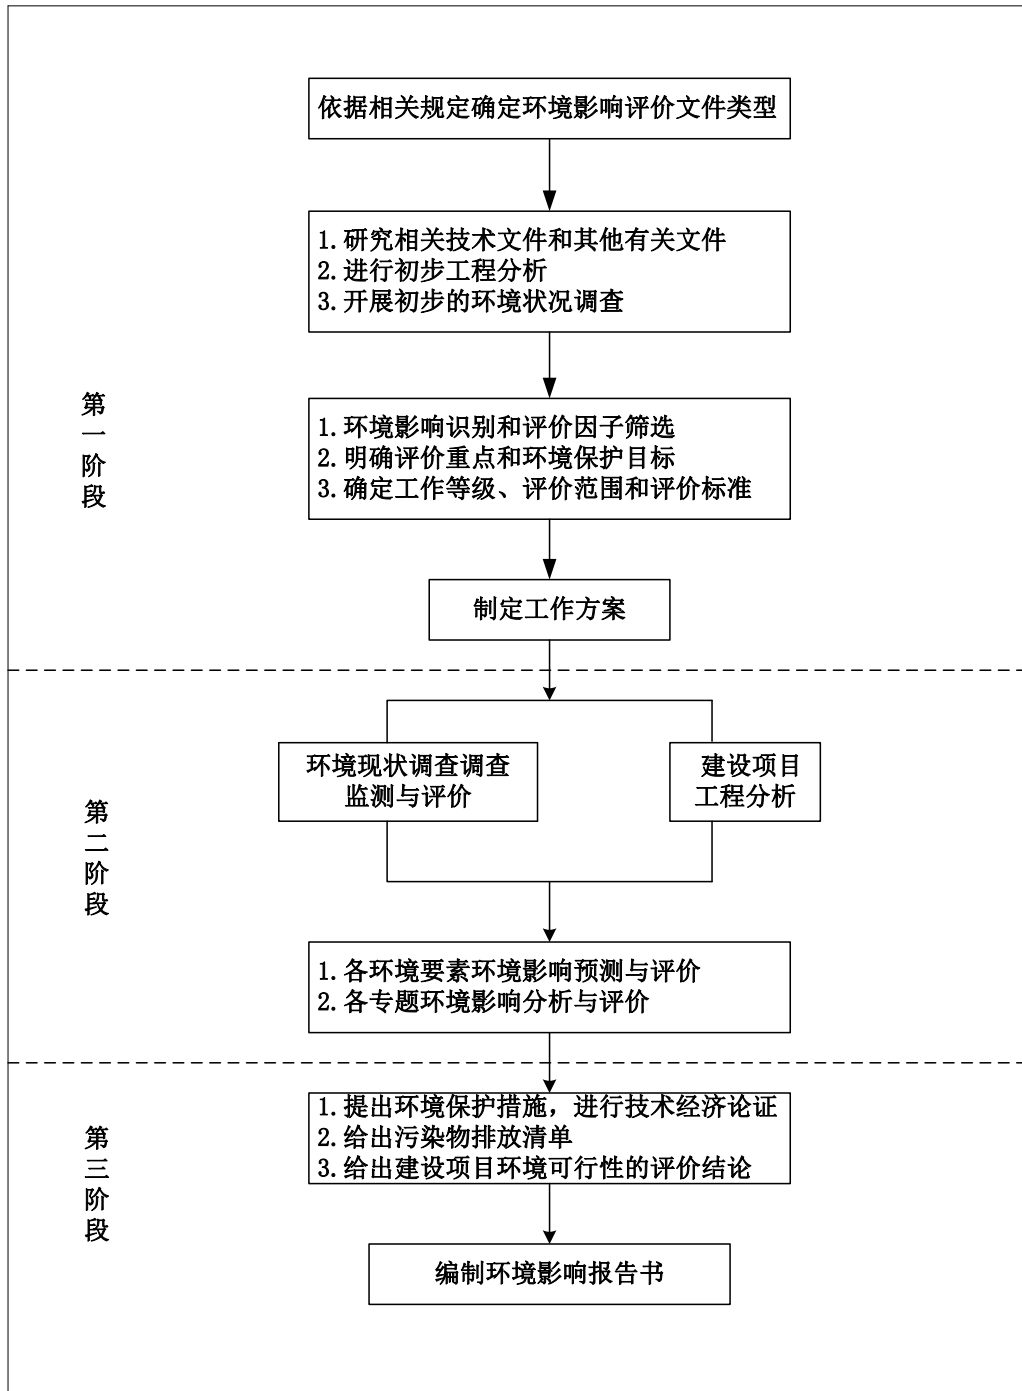 依据相关规定确定环境影响评价文件类型
1.研究相关技术文件和其他有关文件
2.进行初步工程分析
3.开展初步的环境状况调查
第一阶段
1.环境影响识别和评价因子筛选
2.明确评价重点和环境保护目标
3.确定工作等级、评价范围和评价标准
制定工作方案
环境现状调查调查
监测与评价
建设项目
工程分析
第二阶段
1.各环境要素环境影响预测与评价
2.各专题环境影响分析与评价
第三阶段
1.提出环境保护措施，进行技术经济论证
2.给出污染物排放清单
3.给出建设项目环境可行性的评价结论
编制环境影响报告书